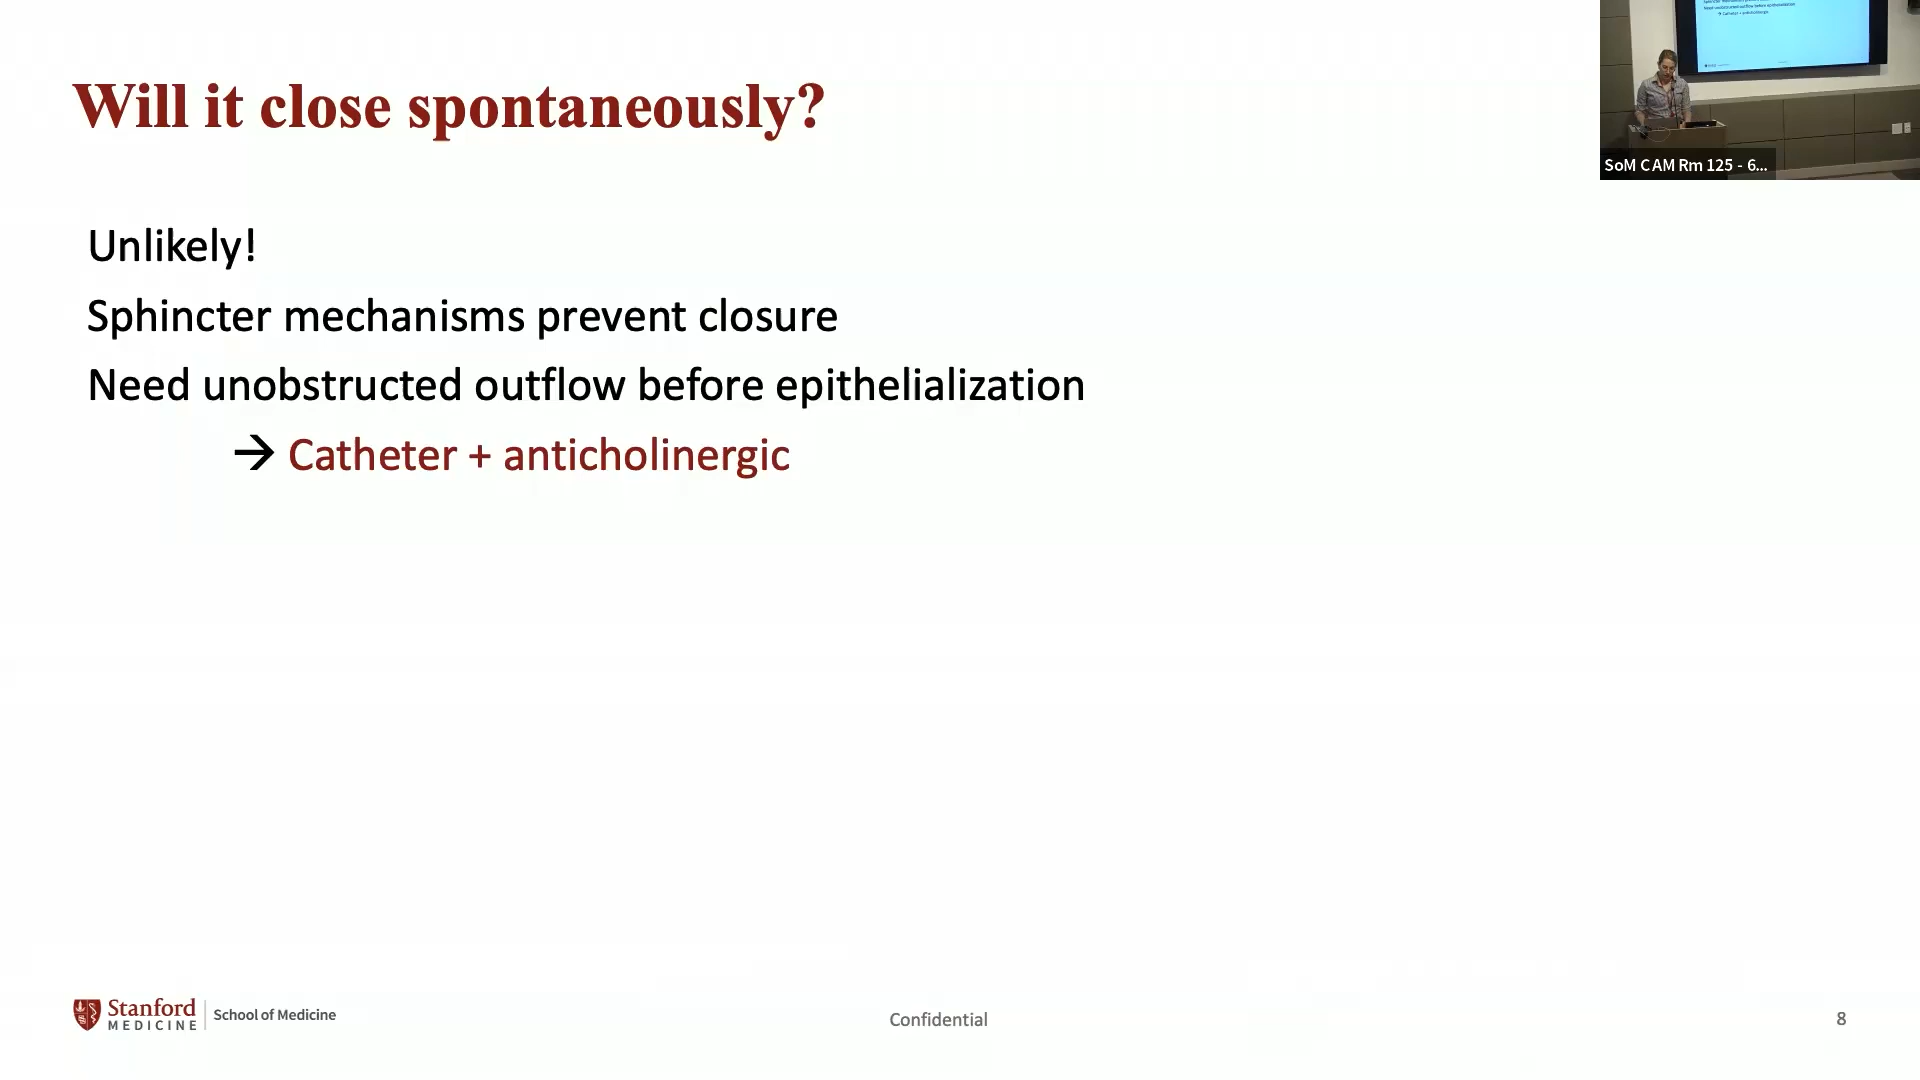 Will it close spontaneously?
Unlikely!
Sphincter mechanisms prevent closure
Need unobstructed outflow before epithelialization
→ Catheter + anticholinergic
SoM CAM Rm 125 - 6...
Stanford
MEDICINE
School of Medicine
Confidential
8